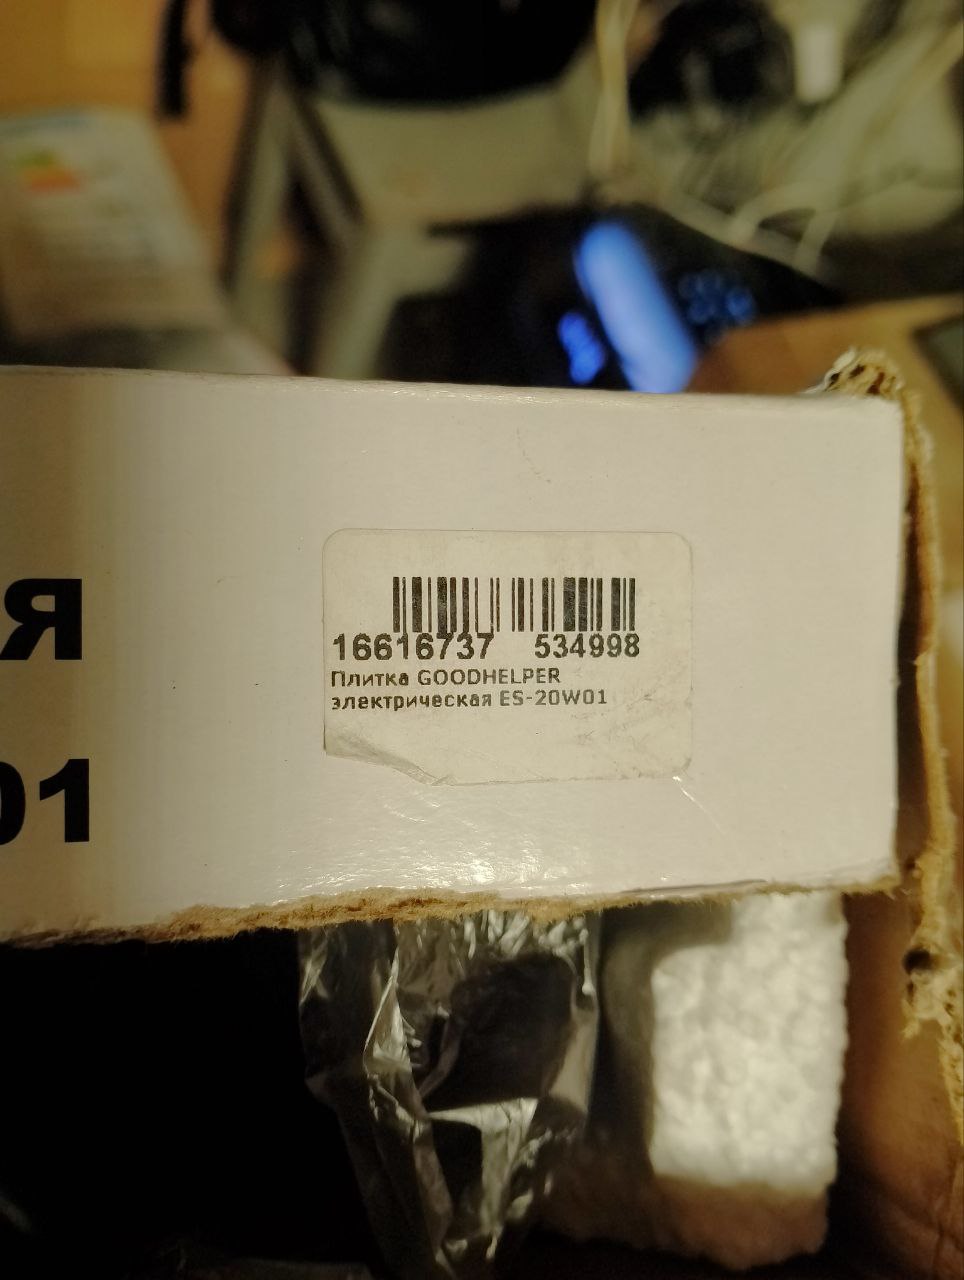 Я
01
16616737 534998
Плитка GOODHELPER
электрическая ES-20W01